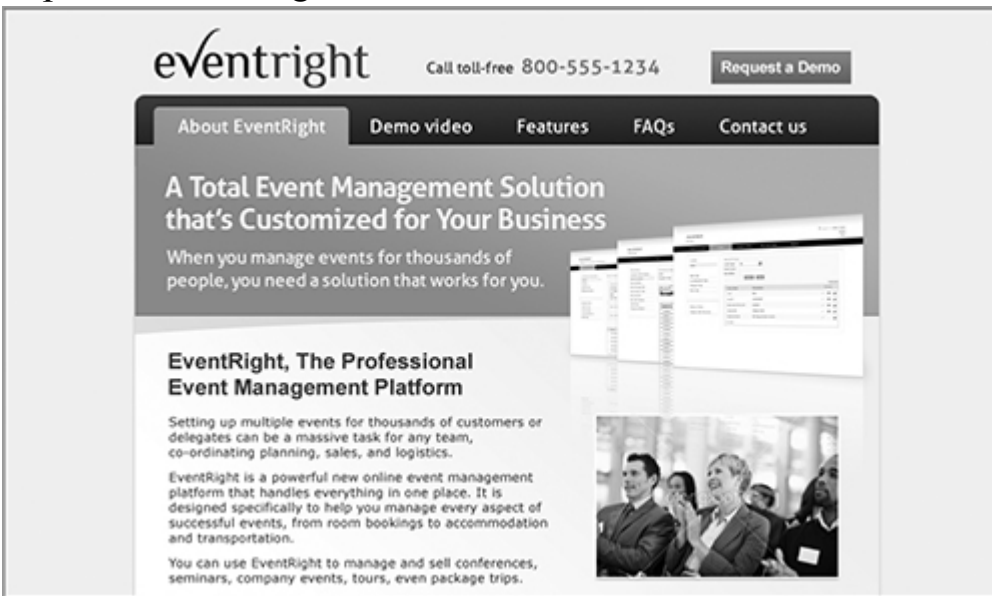 eventright
Call toll-free 800-555-1234
Request a Demo
About EventRight
Demo video
Features
FAQs
Contact us
A Total Event Management Solution
that's Customized for Your Business
When you manage events for thousands of
people, you need a solution that works for you.
EventRight, The Professional
Event Management Platform
Setting up multiple events for thousands of customers or
delegates can be a massive task for any team,
co-ordinating planning, sales, and logistics.
EventRight is a powerful new online event management
platform that handles everything in one place. It is
designed specifically to help you manage every aspect of
successful events, from room bookings to accommodation
and transportation.
You can use EventRight to manage and sell conferences,
seminars, company events, tours, even package trips.